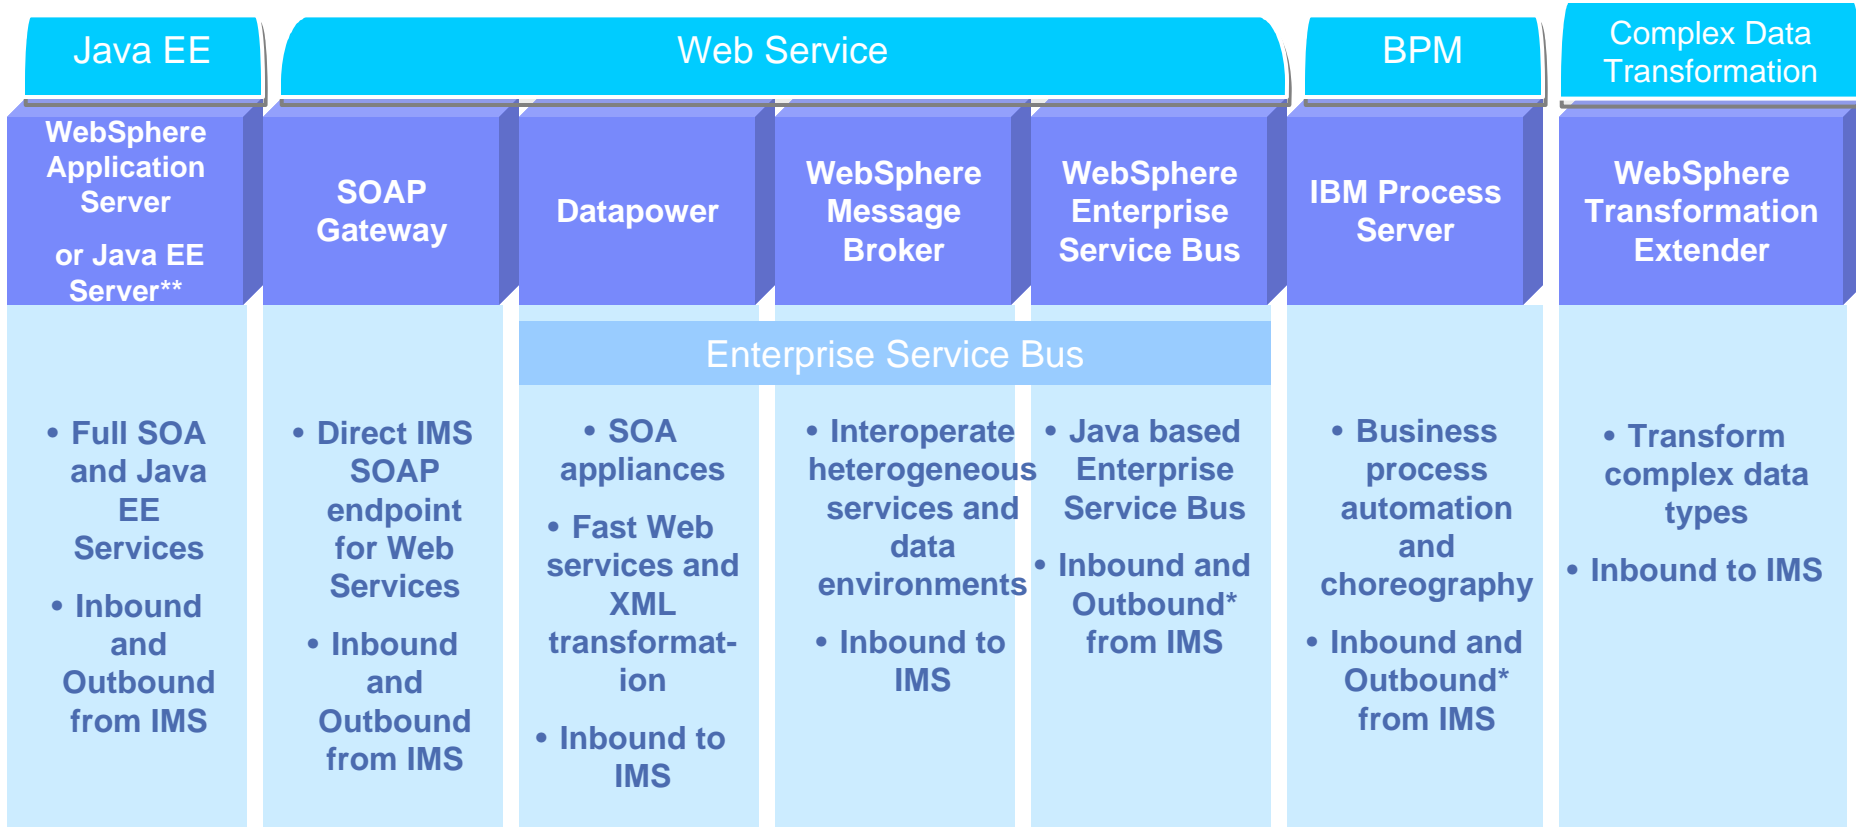 Java EE
Web Service
BPM
Complex Data
Transformation
WebSphere
Application
Server
or Java EE
Server**
SOAP
Gateway
Datapower
WebSphere
Message
Broker
WebSphere
Enterprise
Service Bus
IBM Process
Server
WebSphere
Transformation
Extender
Enterprise Service Bus
• Full SOA
and Java
EE
Services
• Inbound
and
Outbound
from IMS
• Direct IMS
SOAP
endpoint
for Web
Services
• Inbound
and
Outbound
from IMS
• SOA
appliances
• Fast Web
services and
XML
transformat-
ion
• Inbound to
IMS
• Interoperate
heterogeneous
services and
data
environments
• Inbound to
IMS
• Java based
Enterprise
Service Bus
• Inbound and
Outbound*
from IMS
• Business
process
automation
and
choreography
• Inbound and
Outbound*
from IMS
• Transform
complex data
types
• Inbound to IMS